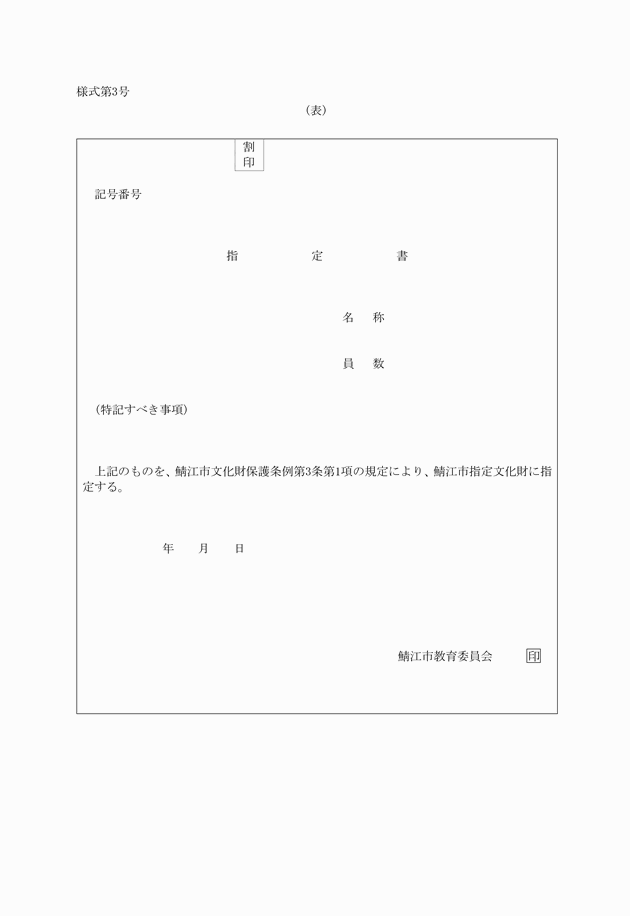 様式第3号
（表）
割
印
記号番号
指　定　書
名　称
員　数
（特記すべき事項）
上記のものを、鯖江市文化財保護条例第3条第1項の規定により、鯖江市指定文化財に指
定する。
年　月　日
鯖江市教育委員会　印